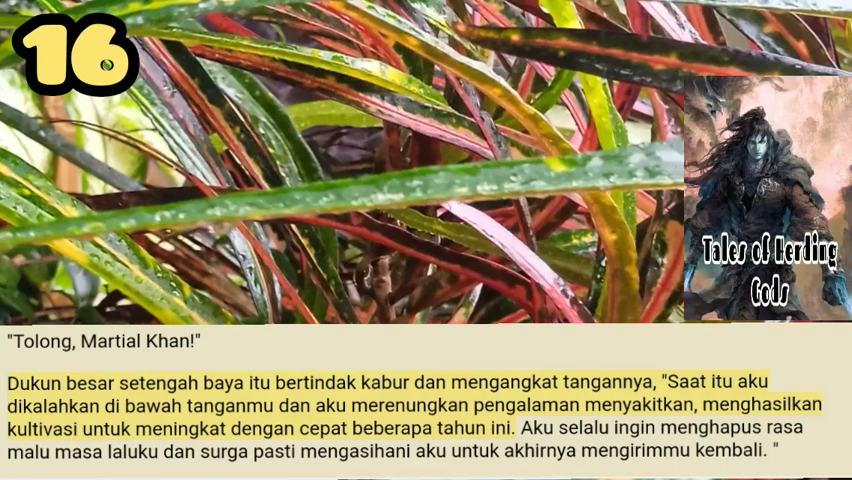 16
Tales of Herding
Gods
"Tolong, Martial Khan!"
Dukun besar setengah baya itu bertindak kabur dan mengangkat tangannya, "Saat itu aku
dikalahkan di bawah tanganmu dan aku merenungkan pengalaman menyakitkan, menghasilkan
kultivasi untuk meningkat dengan cepat beberapa tahun ini. Aku selalu ingin menghapus rasa
malu masa laluku dan surga pasti mengasihani aku untuk akhirnya mengirimmu kembali. "